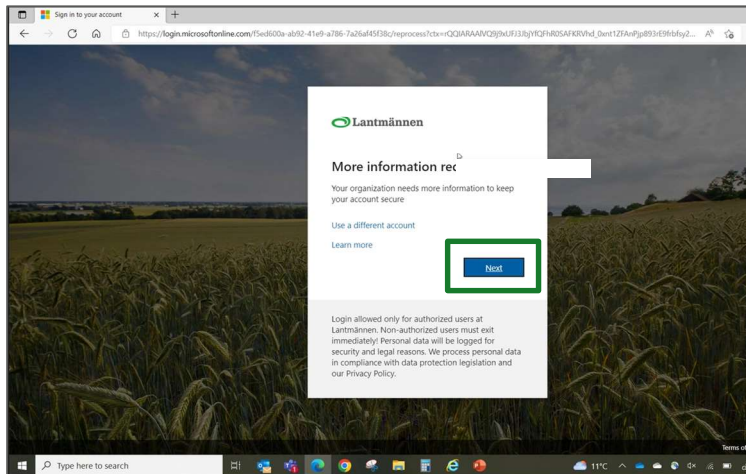 Sign in to your account
https://login.microsoftonline.com/f5ed600a-ab92-41e9-a786-7a26af45f38c/reprocess?ctx=
Lantmännen
More information
Your organization needs more information to keep
your account secure
Use a different account
Learn more
Next
Login allowed only for authorized users at
Lantmännen. Non-authorized users must exit
immediately! Personal data will be logged for
security and legal reasons. We process personal data
in compliance with data protection legislation and
our Privacy Policy.
Terms of
Type here to search
11°C